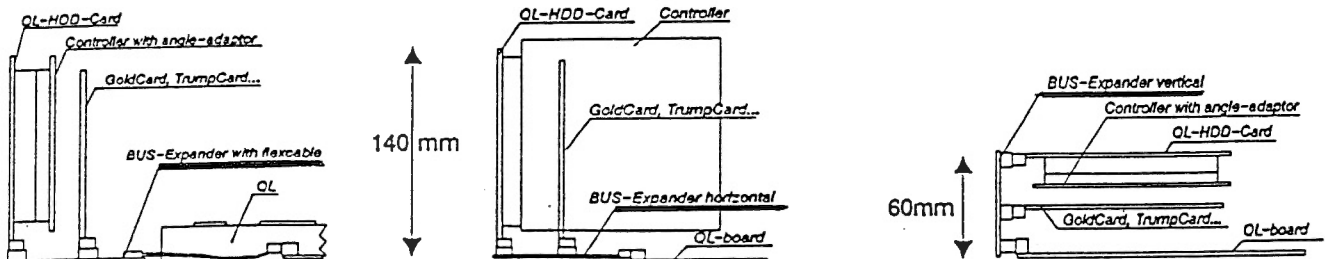 QL-HDD-Card
Controller with angle-adaptor
GoldCard, TrumpCard...
BUS-Expander with flexcable
QL
140 mm
QL-HDD-Card
Controller
GoldCard, TrumpCard...
BUS-Expander horizontal
QL-board
60mm
BUS-Expander vertical
Controller with angle-adaptor
QL-HDD-Card
GoldCard, TrumpCard...
QL-board